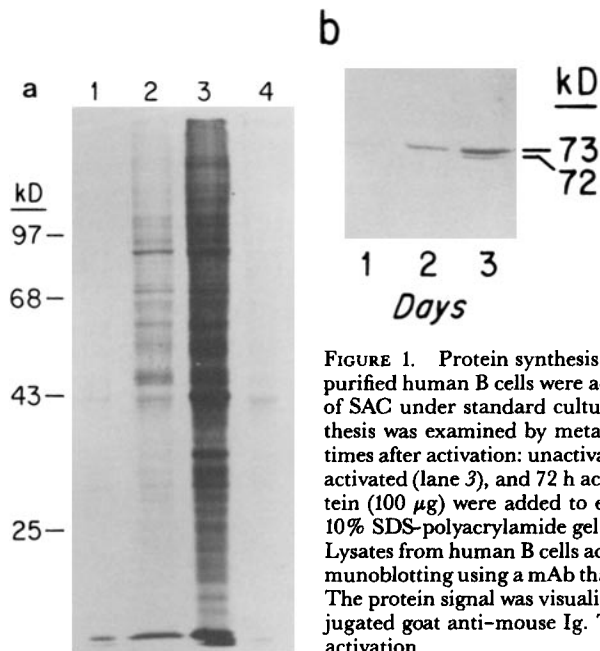 b
a 1 2 3 4
kD
97
68
43
25
kD
73
72
1 2 3
Days
FIGURE 1. Protein synthesis
purified human B cells were a
of SAC under standard cultu
thesis was examined by meta
times after activation: unactiva
activated (lane 3), and 72 h ac
tein (100 μg) were added to e
10% SDS-polyacrylamide gel
Lysates from human B cells ac
munoblotting using a mAb tha
The protein signal was visuali
jugated goat anti-mouse Ig. T
activation